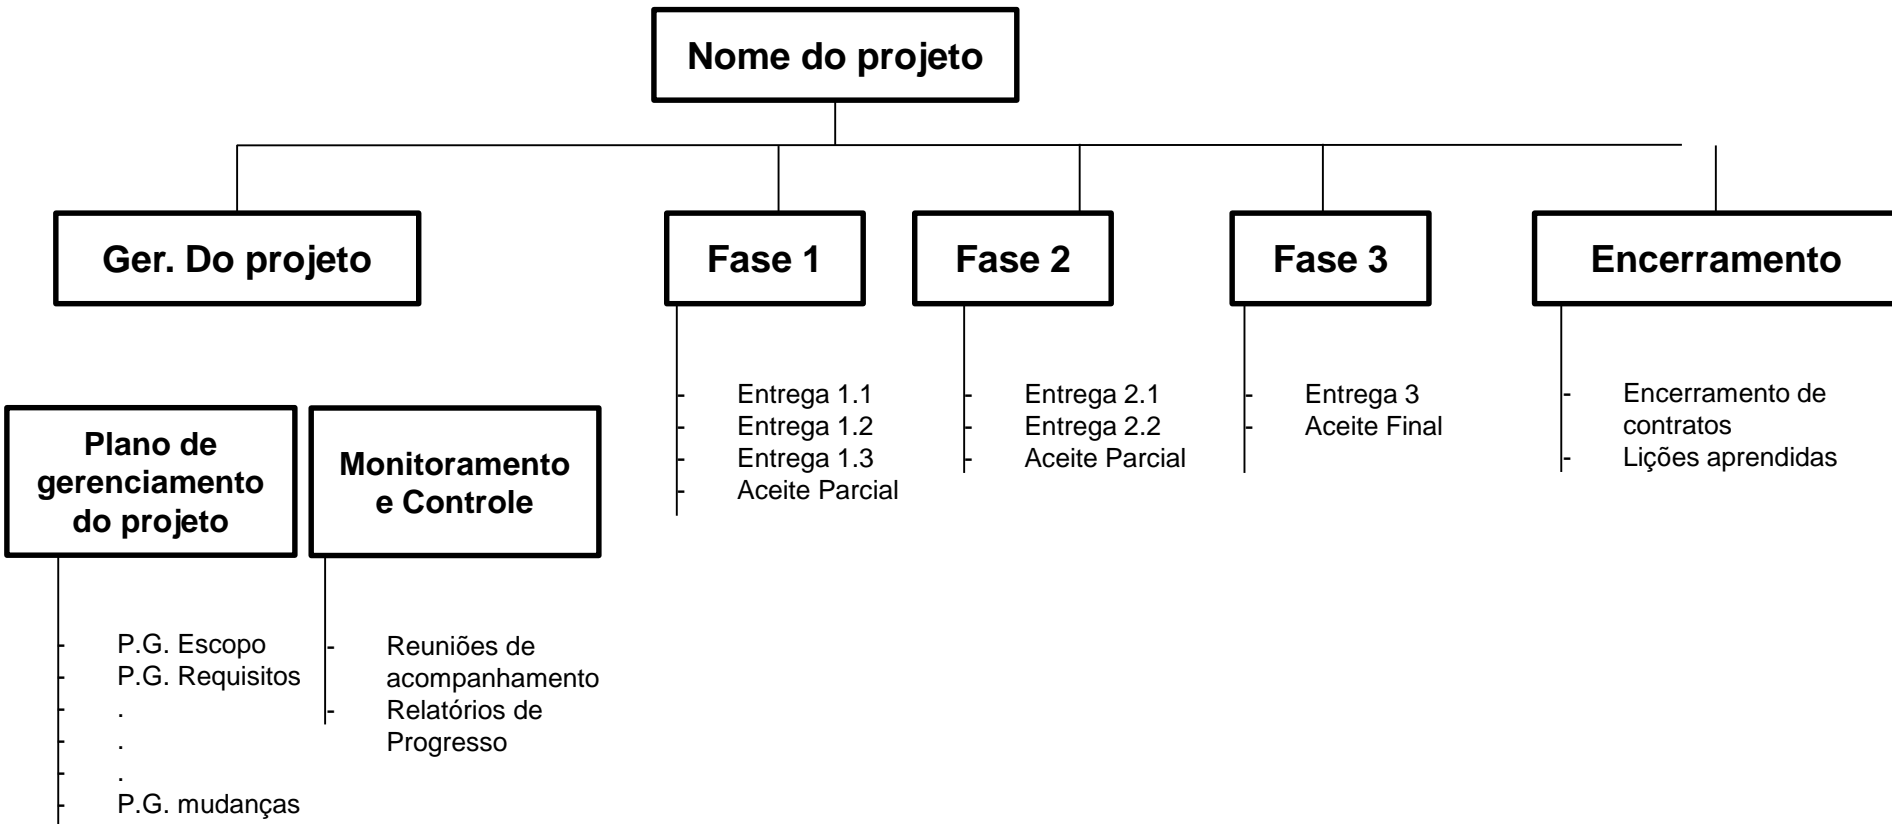 Nome do projeto
Ger. Do projeto
Fase 1
Fase 2
Fase 3
Encerramento
Plano de
gerenciamento
do projeto
- P.G. Escopo
- P.G. Requisitos
- .
- .
- .
- P.G. mudanças
Monitoramento
e Controle
- Reuniões de
acompanhamento
- Relatórios de
Progresso
- Entrega 1.1
- Entrega 1.2
- Entrega 1.3
- Aceite Parcial
- Entrega 2.1
- Entrega 2.2
- Aceite Parcial
- Entrega 3
- Aceite Final
- Encerramento de
contratos
- Lições aprendidas